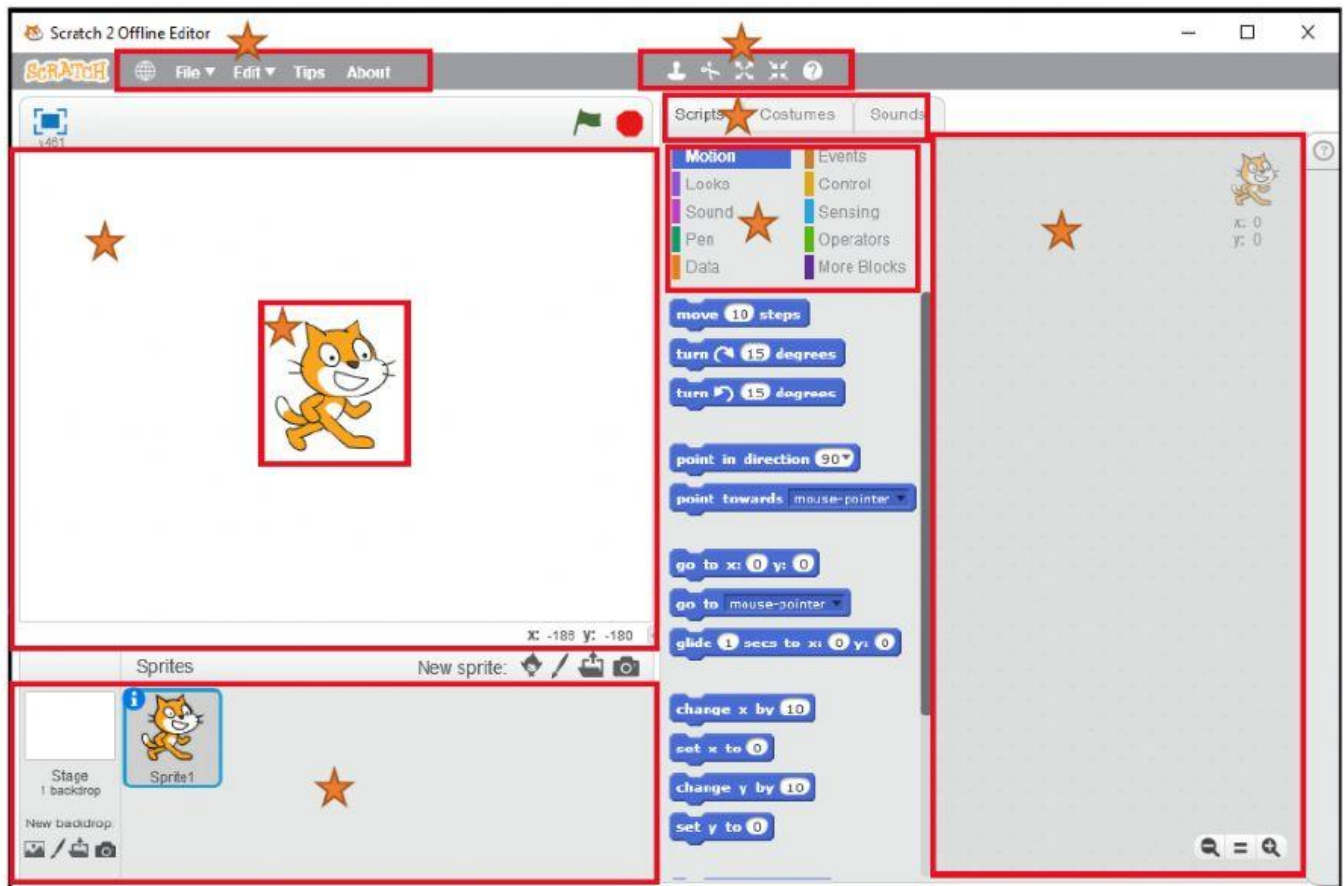 Scratch 2 Offline Editor
SCRATCH File Edit Tips About
v461
Scripts Costumes Sounds
Motion Events
Looks Control
Sound Sensing
Pen Operators
Data More Blocks
x: 0
y: 0
move 10 steps
turn 15 degrees
turn 15 degrees
point in direction 90
point towards mouse-pointer
go to x: 0 y: 0
go to mouse-pointer
glide 1 secs to x: 0 y: 0
change x by 10
set x to 0
change y by 10
set y to 0
y: -180
Sprites New sprite:
Stage
1 backdrop
Sprite1
New backdrop: